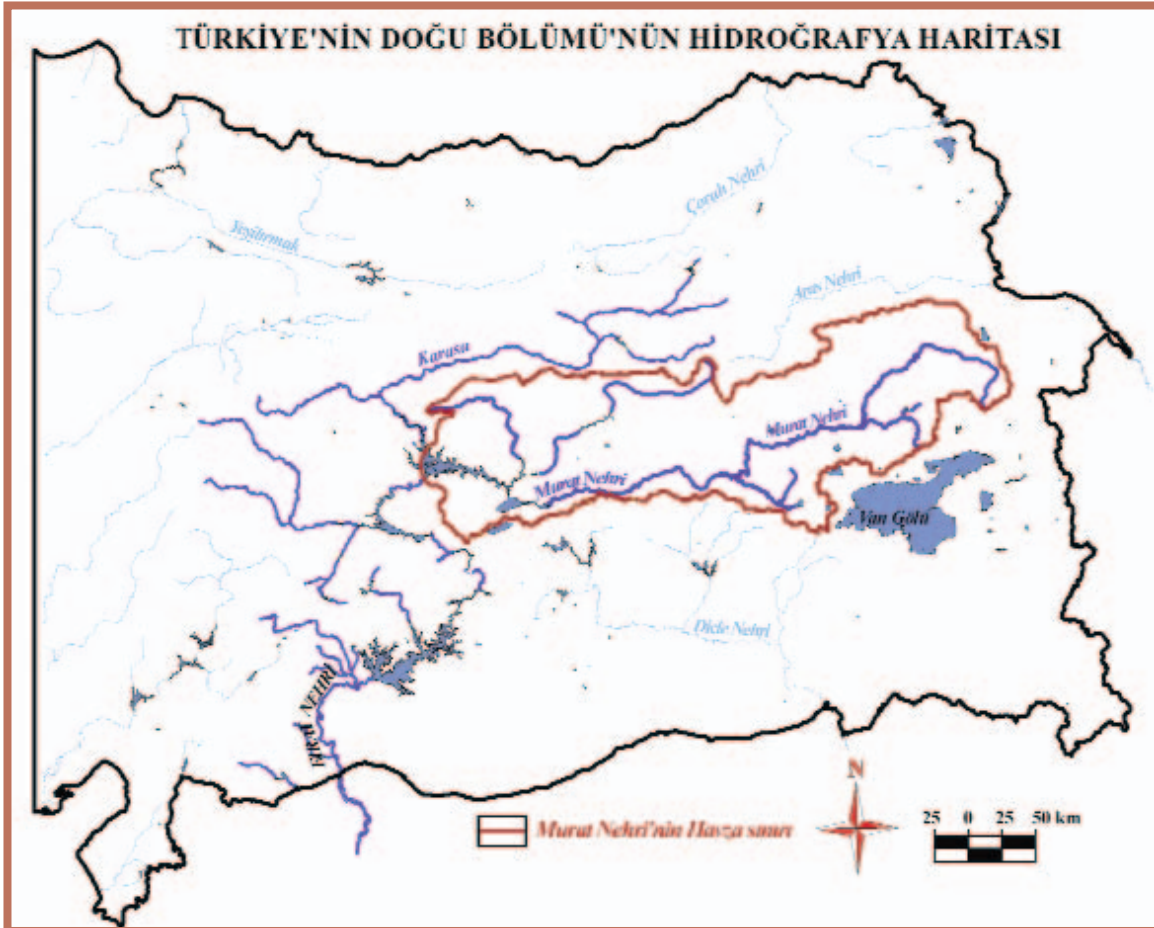 TÜRKİYE'NİN DOĞU BÖLÜMÜ'NÜN HİDROĞRAFYA HARİTASI
Çoruh Nehri
Yeşilırmak
Aras Nehri
Karasu
Murat Nehri
Murat Nehri
Van Gölü
Dicle Nehri
FIRAT NEHRİ
N
Murat Nehri'nin Havza sınırı
25 0 25 50 km